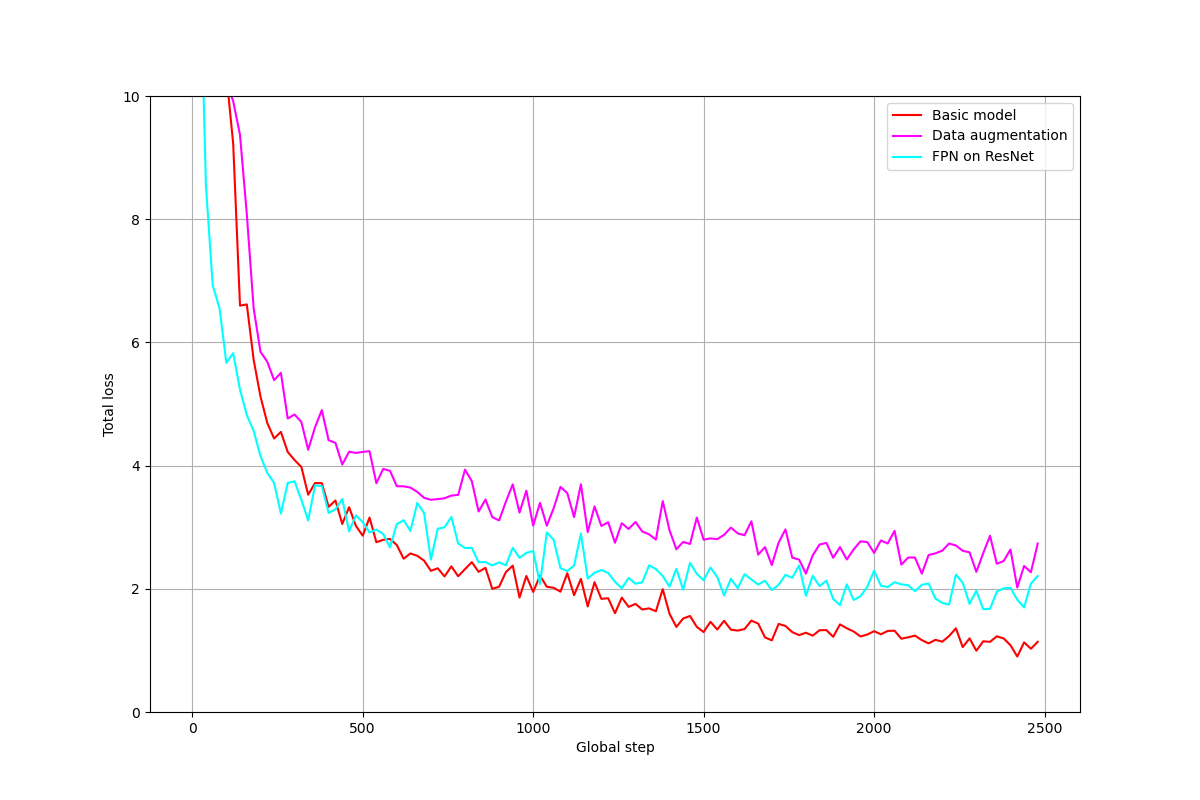 10
8
6
4
2
0
Total loss
0 500 1000 1500 2000 2500
Global step
Basic model
Data augmentation
FPN on ResNet